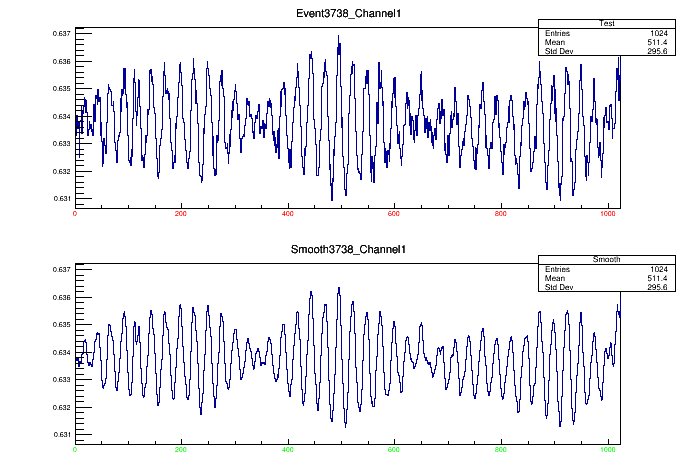 Event3738_Channel1
Test
Entries 1024
Mean 511.4
Std Dev 295.6
0.637
0.636
0.635
0.634
0.633
0.632
0.631
0 200 400 600 800 1000
Smooth3738_Channel1
Smooth
Entries 1024
Mean 511.4
Std Dev 295.6
0.637
0.636
0.635
0.634
0.633
0.632
0.631
0 200 400 600 800 1000